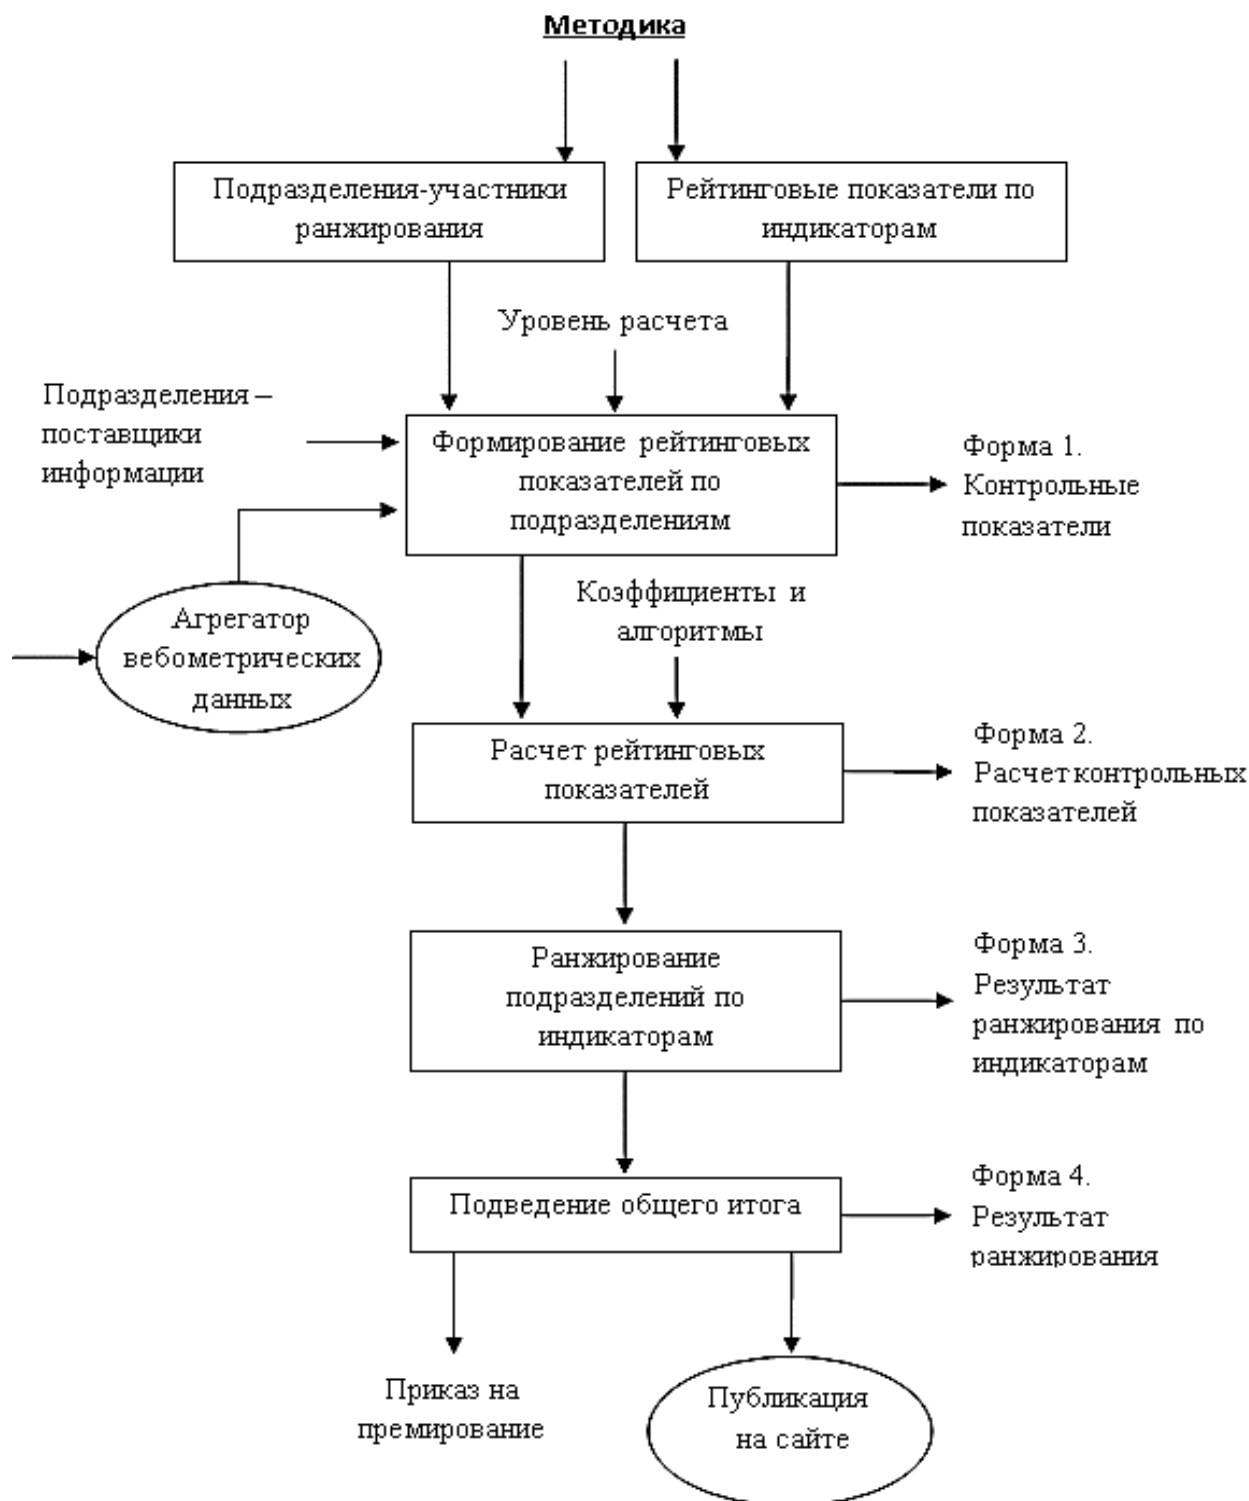 Методика
Подразделения-участники
ранжирования
Рейтинговые показатели по
индикаторам
Уровень расчета
Подразделения –
поставщики
информации
Формирование рейтинговых
показателей по
подразделениям
Форма 1.
Контрольные
показатели
Агрегатор
вебометрических
данных
Коэффициенты и
алгоритмы
Расчет рейтинговых
показателей
Форма 2.
Расчет контрольных
показателей
Ранжирование
подразделений по
индикаторам
Форма 3.
Результат
ранжирования по
индикаторам
Подведение общего итога
Форма 4.
Результат
ранжирования
Приказ на
премирование
Публикация
на сайте